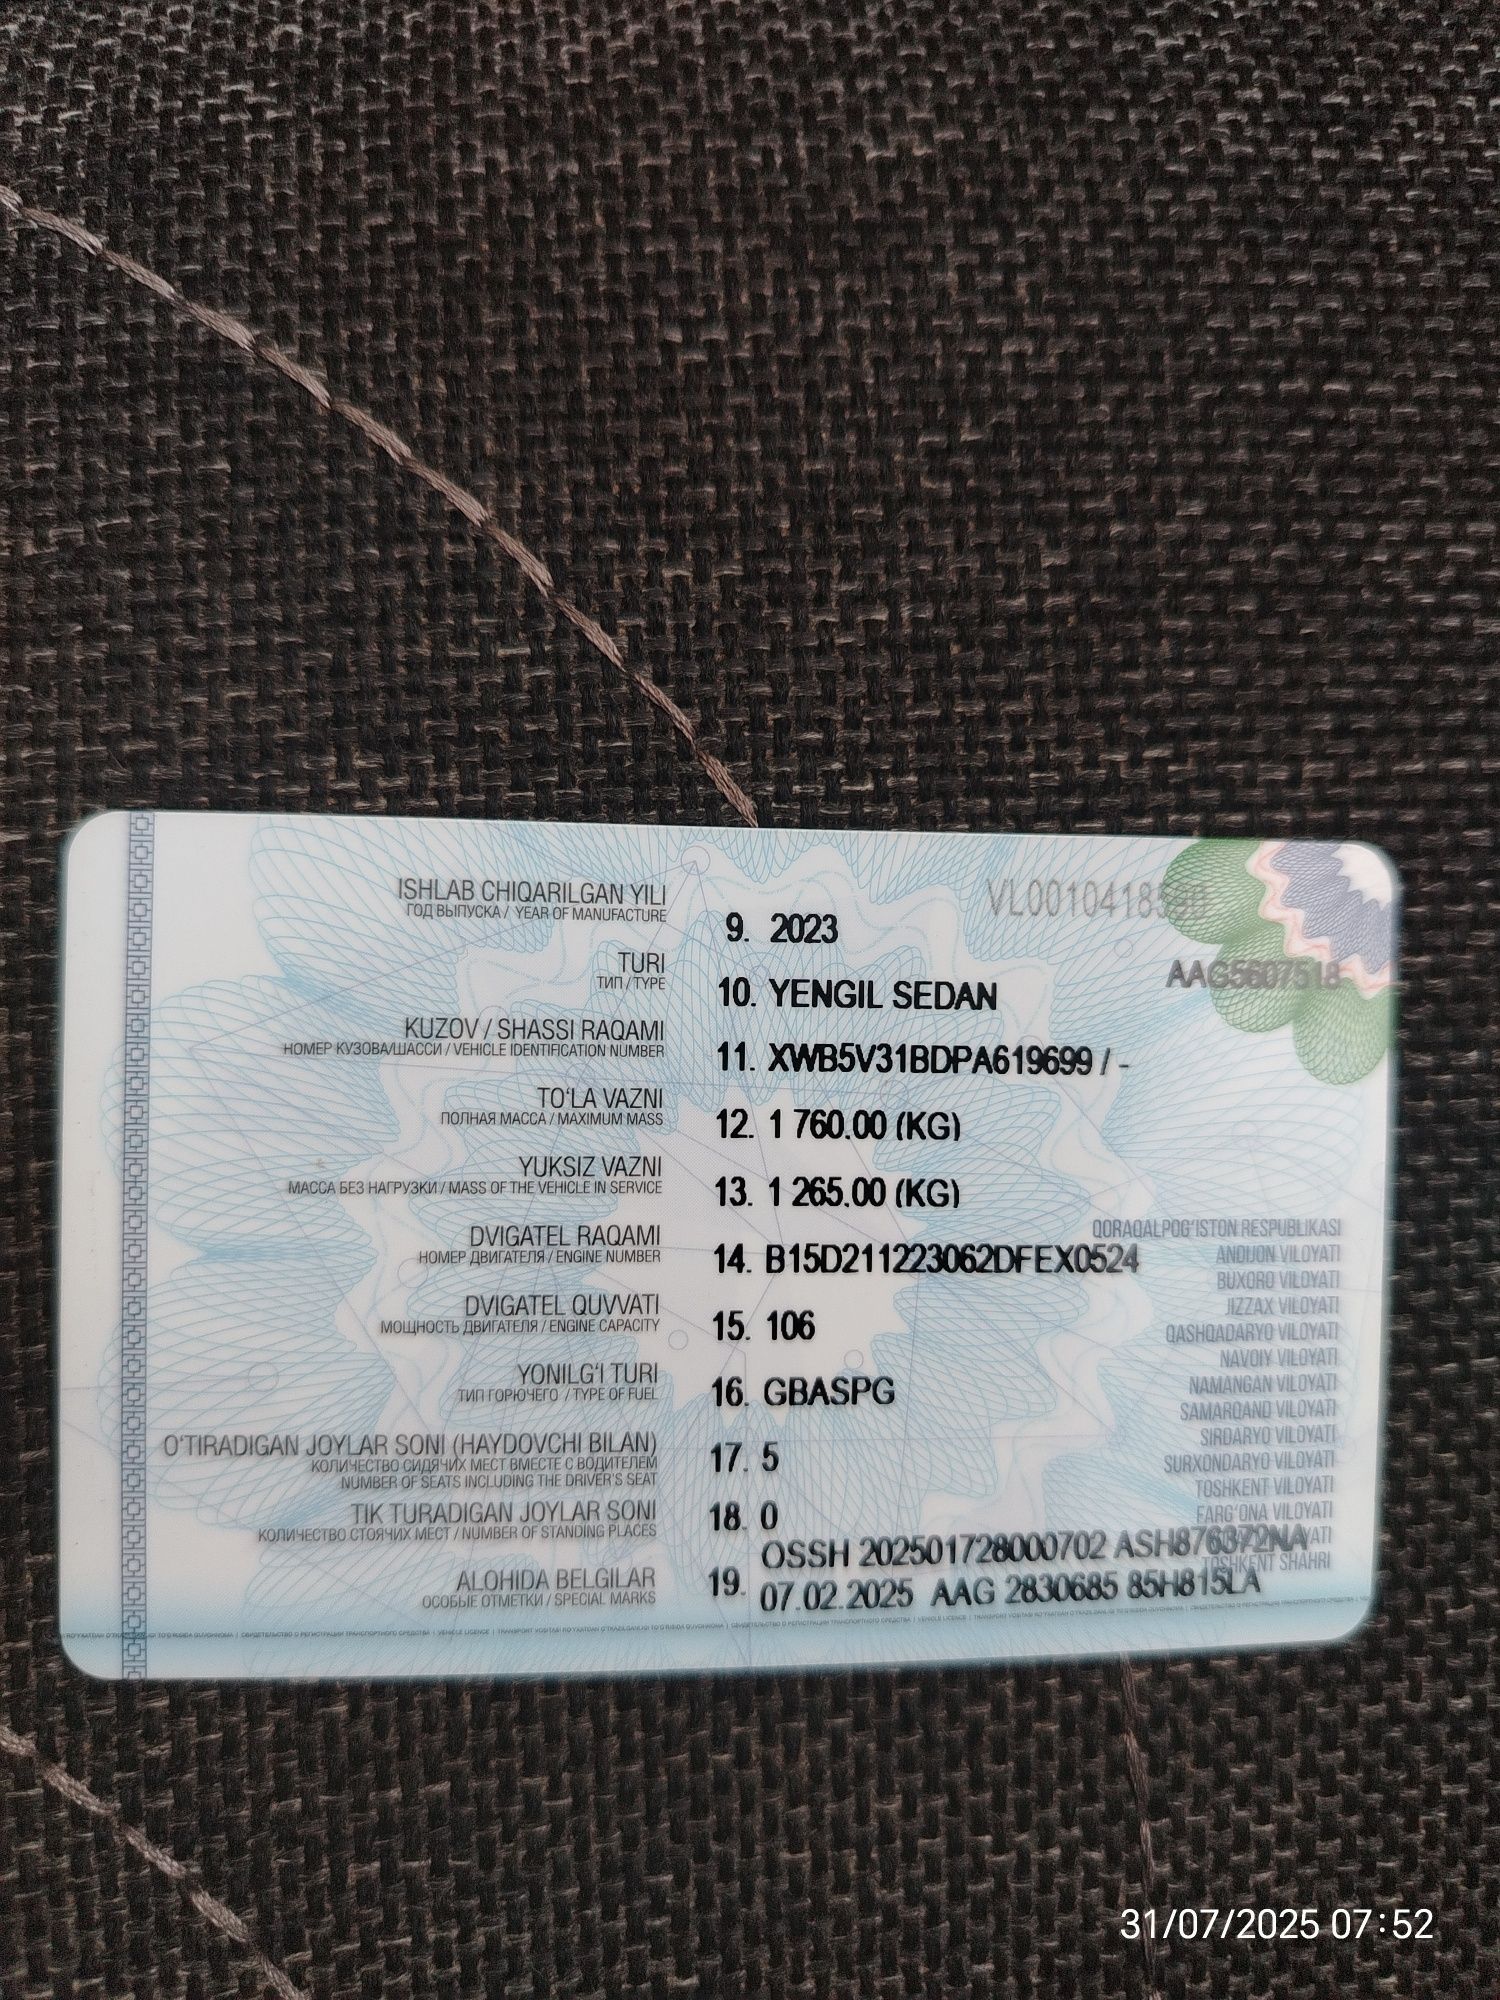 ISHLAB CHIQARILGAN YILI
ГОД ВЫПУСКА / YEAR OF MANUFACTURE
9. 2023
VL0010418530
AAG5607518
TURI
ТИП / TYPE
10. YENGIL SEDAN
KUZOV / SHASSI RAQAMI
НОМЕР КУЗОВА/ШАССИ / VEHICLE IDENTIFICATION NUMBER
11. XWB5V31BDPA619699 / -
TO‘LA VAZNI
ПОЛНАЯ МАССА / MAXIMUM MASS
12. 1 760.00 (KG)
YUKSIZ VAZNI
МАССА БЕЗ НАГРУЗКИ / MASS OF THE VEHICLE IN SERVICE
13. 1 265.00 (KG)
DVIGATEL RAQAMI
НОМЕР ДВИГАТЕЛЯ / ENGINE NUMBER
14. B15D211223062DFEX0524
DVIGATEL QUVVATI
МОЩНОСТЬ ДВИГАТЕЛЯ / ENGINE CAPACITY
15. 106
YONILG‘I TURI
ТИП ГОРЮЧЕГО / TYPE OF FUEL
16. GBASPG
O‘TIRADIGAN JOYLAR SONI (HAYDOVCHI BILAN)
КОЛИЧЕСТВО СИДЯЧИХ МЕСТ ВМЕСТЕ С ВОДИТЕЛЕМ
NUMBER OF SEATS INCLUDING THE DRIVER'S SEAT
17. 5
TIK TURADIGAN JOYLAR SONI
КОЛИЧЕСТВО СТОЯЧИХ МЕСТ / NUMBER OF STANDING PLACES
18. 0
ALOHIDA BELGILAR
ОСОБЫЕ ОТМЕТКИ / SPECIAL MARKS
19. OSSH 202501728000702 ASH876372NA
07.02.2025 AAG 2830685 85H815LA
QORAQALPOG‘ISTON RESPUBLIKASI
ANDIJON VILOYATI
BUXORO VILOYATI
JIZZAX VILOYATI
QASHQADARYO VILOYATI
NAVOIY VILOYATI
NAMANGAN VILOYATI
SAMARQAND VILOYATI
SIRDARYO VILOYATI
SURXONDARYO VILOYATI
TOSHKENT VILOYATI
FARG‘ONA VILOYATI
TOSHKENT SHAHRI
31/07/2025 07:52